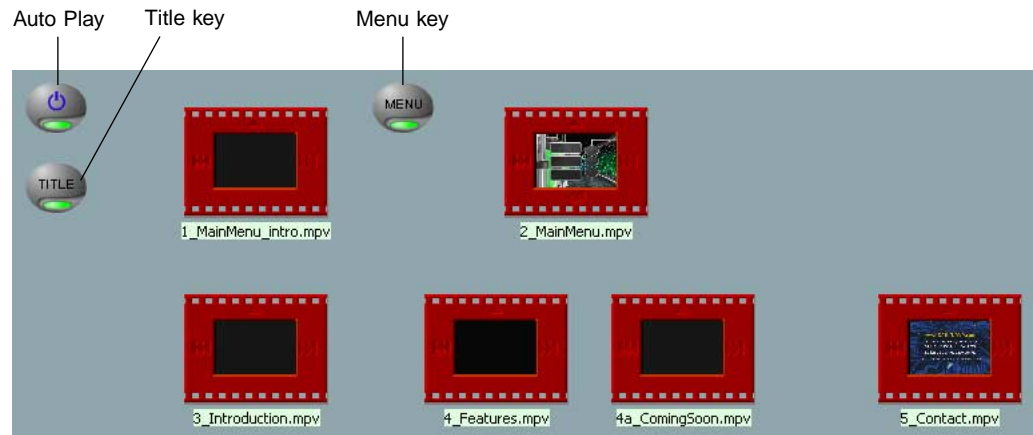 Auto Play Title key Menu key
MENU
TITLE
1_MainMenu_intro.mpv 2_MainMenu.mpv
3_Introduction.mpv 4_Features.mpv 4a_ComingSoon.mpv 5_Contact.mpv